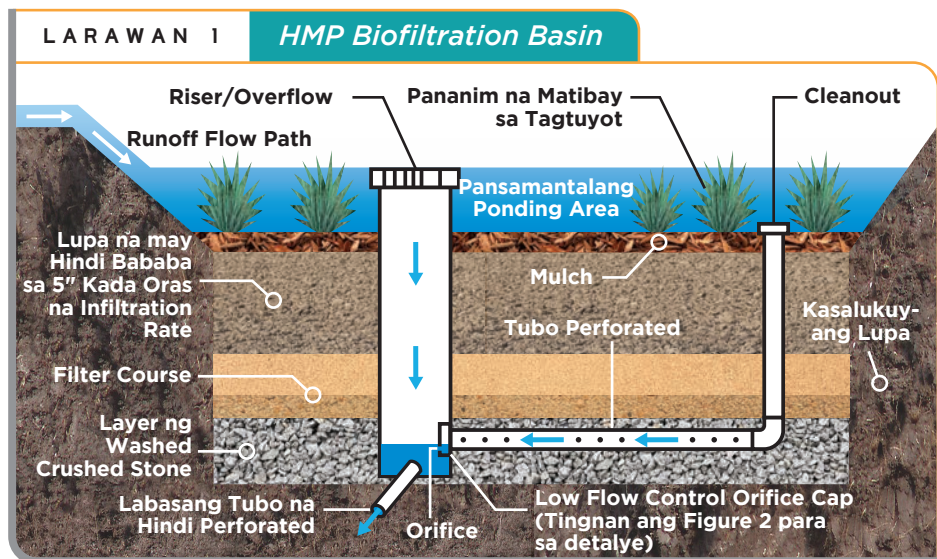 LARAWAN 1
HMP Biofiltration Basin
Riser/Overflow
Pananim na Matibay
sa Tagtuyot
Cleanout
Runoff Flow Path
Pansamantalang
Ponding Area
Lupa na may
Hindi Bababa
sa 5" Kada Oras
na Infiltration
Rate
Mulch
Tubo Perforated
Kasalukuy-
ang Lupa
Filter Course
Layer ng
Washed
Crushed Stone
Labasang Tubo na
Hindi Perforated
Orifice
Low Flow Control Orifice Cap
(Tingnan ang Figure 2 para
sa detalye)